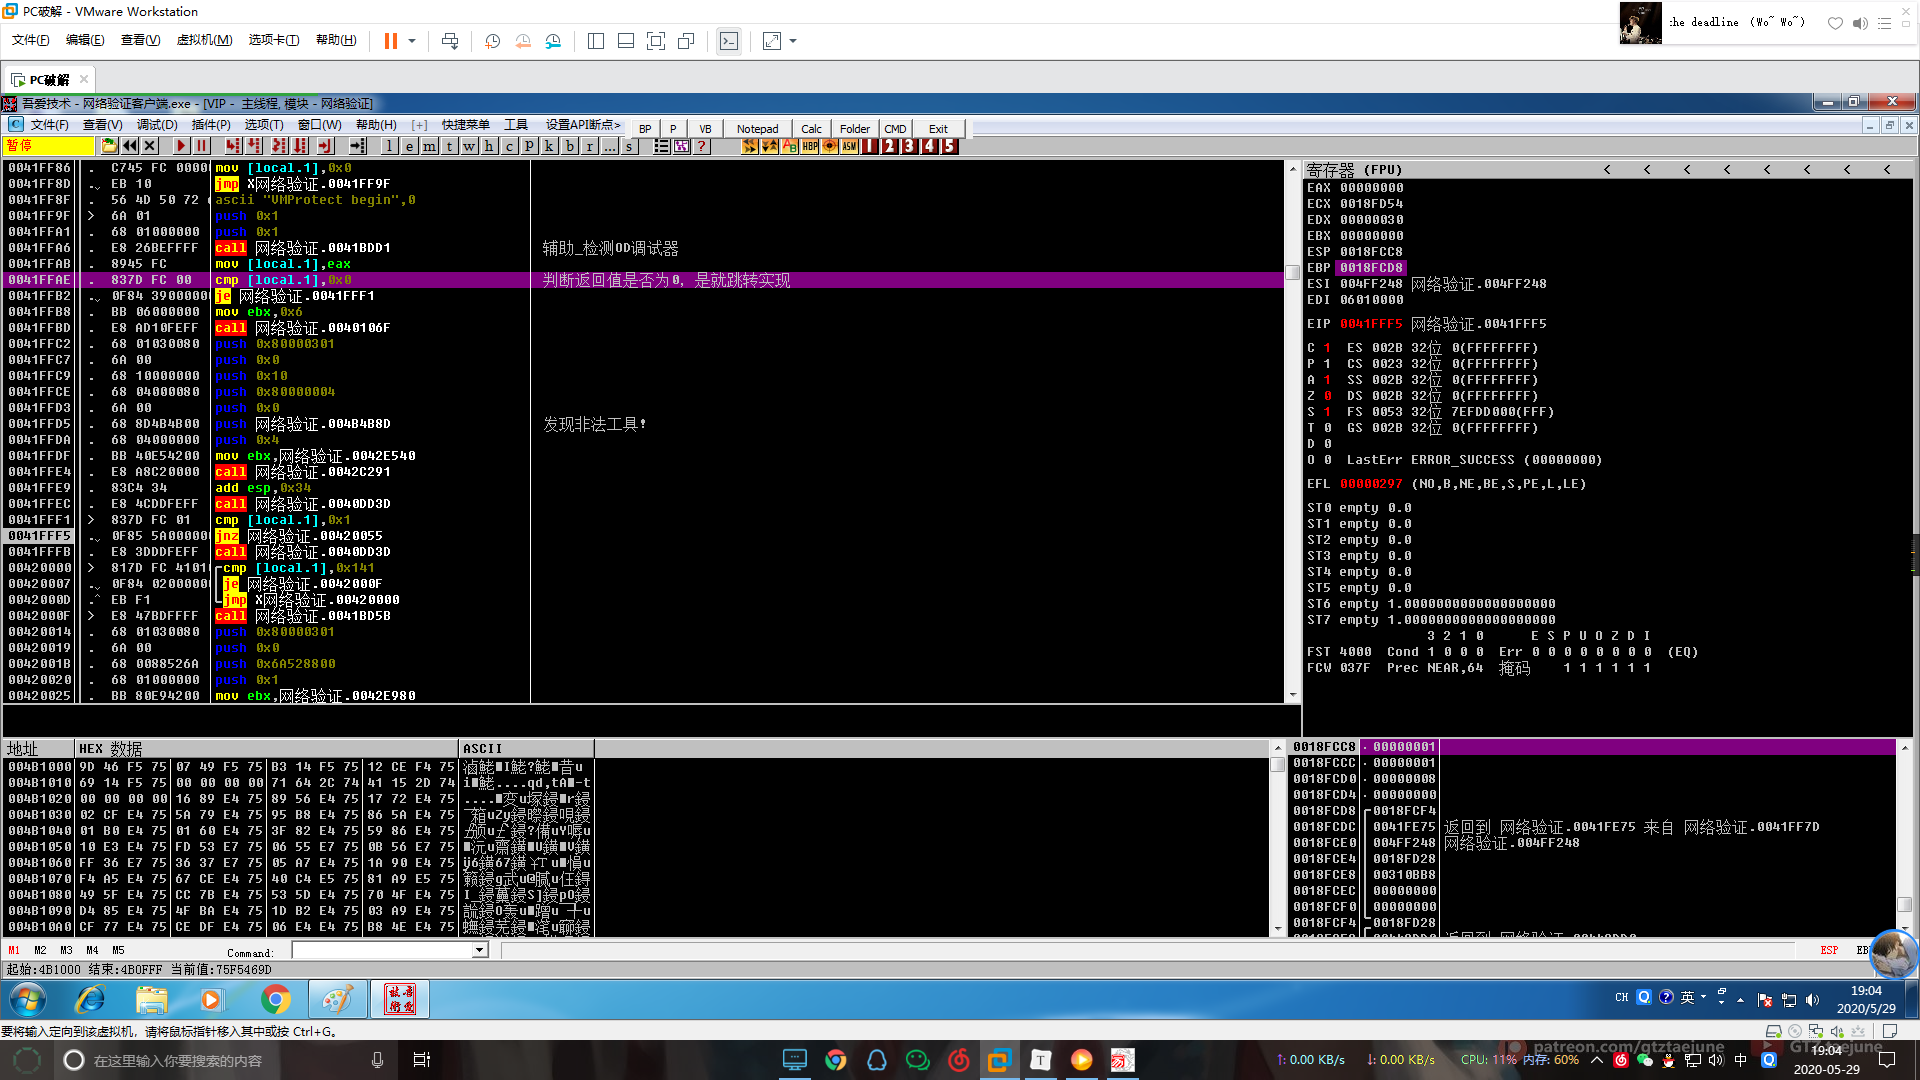 PC破解 - VMware Workstation
the deadline （Wo~ Wo~）
文件(F) 编辑(E) 查看(V) 虚拟机(M) 选项卡(T) 帮助(H)
PC破解
吾爱技术 - 网络验证客户端.exe - [VIP - 主线程, 模块 - 网络验证]
文件(F) 查看(V) 调试(D) 插件(P) 选项(T) 窗口(W) 帮助(H) [+] 快捷菜单 工具 设置API断点> BP P VB Notepad Calc Folder CMD Exit
暂停 l e m t w h c p k b r ... s ? HBP ASM 1 2 3 4 5
0041FF86 . C745 FC 00000 mov [local.1],0x0
0041FF8D . EB 10 jmp X网络验证.0041FF9F
0041FF8F . 56 4D 50 72 ascii "VMProtect begin",0
0041FF9F > 6A 01 push 0x1
0041FFA1 . 68 01000000 push 0x1
0041FFA6 . E8 26BEFFFF call 网络验证.0041BDD1 辅助_检测OD调试器
0041FFAB . 8945 FC mov [local.1],eax
0041FFAE . 837D FC 00 cmp [local.1],0x0 判断返回值是否为0，是就跳转实现
0041FFB2 . 0F84 39000000 je 网络验证.0041FFF1
0041FFB8 . BB 06000000 mov ebx,0x6
0041FFBD . E8 AD10FEFF call 网络验证.0040106F
0041FFC2 . 68 01030080 push 0x80000301
0041FFC7 . 6A 00 push 0x0
0041FFC9 . 68 10000000 push 0x10
0041FFCE . 68 04000080 push 0x80000004
0041FFD3 . 6A 00 push 0x0
0041FFD5 . 68 8D4B4B00 push 网络验证.004B4B8D 发现非法工具!
0041FFDA . 68 04000000 push 0x4
0041FFDF . BB 40E54200 mov ebx,网络验证.0042E540
0041FFE4 . E8 A8C20000 call 网络验证.0042C291
0041FFE9 . 83C4 34 add esp,0x34
0041FFEC . E8 4CDDFEFF call 网络验证.0040DD3D
0041FFF1 > 837D FC 01 cmp [local.1],0x1
0041FFF5 . 0F85 5A000000 jnz 网络验证.00420055
0041FFFB . E8 3DDDFEFF call 网络验证.0040DD3D
00420000 > 817D FC 4101 cmp [local.1],0x141
00420007 . 0F84 02000000 je 网络验证.0042000F
0042000D . EB F1 jmp X网络验证.00420000
0042000F > E8 47BDFFFF call 网络验证.0041BD5B
00420014 . 68 01030080 push 0x80000301
00420019 . 6A 00 push 0x0
0042001B . 68 0088526A push 0x6A528800
00420020 . 68 01000000 push 0x1
00420025 . BB 80E94200 mov ebx,网络验证.0042E980
寄存器 (FPU) < < < < < < < <
EAX 00000000
ECX 0018FD54
EDX 00000030
EBX 00000000
ESP 0018FCC8
EBP 0018FCD8
ESI 004FF248 网络验证.004FF248
EDI 06010000
EIP 0041FFF5 网络验证.0041FFF5
C 1 ES 002B 32位 0(FFFFFFFF)
P 1 CS 0023 32位 0(FFFFFFFF)
A 1 SS 002B 32位 0(FFFFFFFF)
Z 0 DS 002B 32位 0(FFFFFFFF)
S 1 FS 0053 32位 7EFDD000(FFF)
T 0 GS 002B 32位 0(FFFFFFFF)
D 0
O 0 LastErr ERROR_SUCCESS (00000000)
EFL 00000297 (NO,B,NE,BE,S,PE,L,LE)
ST0 empty 0.0
ST1 empty 0.0
ST2 empty 0.0
ST3 empty 0.0
ST4 empty 0.0
ST5 empty 0.0
ST6 empty 1.0000000000000000000
ST7 empty 1.0000000000000000000
3 2 1 0 E S P U O Z D I
FST 4000 Cond 1 0 0 0 Err 0 0 0 0 0 0 0 0 (EQ)
FCW 037F Prec NEAR,64 掩码 1 1 1 1 1 1
地址 HEX 数据 ASCII
004B1000 9D 46 F5 75 07 49 F5 75 B3 14 F5 75 12 CE F4 75
004B1010 69 14 F5 75 00 00 00 00 71 64 2C 74 41 15 2D 74
004B1020 00 00 00 00 16 89 E4 75 89 56 E4 75 17 72 E4 75
004B1030 02 CF E4 75 5A 79 E4 75 95 B8 E4 75 86 5A E4 75
004B1040 01 B0 E4 75 01 60 E4 75 3F 82 E4 75 59 86 E4 75
004B1050 10 E3 E4 75 FD 53 E7 75 06 55 E7 75 0B 56 E7 75
004B1060 FF 36 E7 75 36 37 E7 75 05 A7 E4 75 1A 90 E4 75
004B1070 F4 A5 E4 75 67 CE E4 75 40 C4 E5 75 81 A9 E5 75
004B1080 49 5F E4 75 CC 7B E4 75 53 5D E4 75 70 4F E4 75
004B1090 D4 85 E4 75 4F BA E4 75 1D B2 E4 75 03 A9 E4 75
004B10A0 CF 77 E4 75 CE DF E4 75 06 E4 E4 75 B8 4E E4 75
0018FCC8 00000001
0018FCCC 00000001
0018FCD0 00000008
0018FCD4 00000000
0018FCD8 0018FCF4
0018FCDC 0041FE75 返回到 网络验证.0041FE75 来自 网络验证.0041FF7D
0018FCE0 004FF248 网络验证.004FF248
0018FCE4 0018FD28
0018FCE8 00310BB8
0018FCEC 00000000
0018FCF0 00000000
0018FCF4 0018FD28
M1 M2 M3 M4 M5 Command: ESP
起始:4B1000 结束:4B0FFF 当前值:75F5469D
CH 英 19:04
2020/5/29
要将输入定向到该虚拟机，请将鼠标指针移入其中或按 Ctrl+G。
在这里输入你要搜索的内容
↑: 0.00 KB/s ↓: 0.00 KB/s CPU: 11% 内存: 60% 中 19:04
2020-05-29
patreon.com/gtztaejune GTztaejune